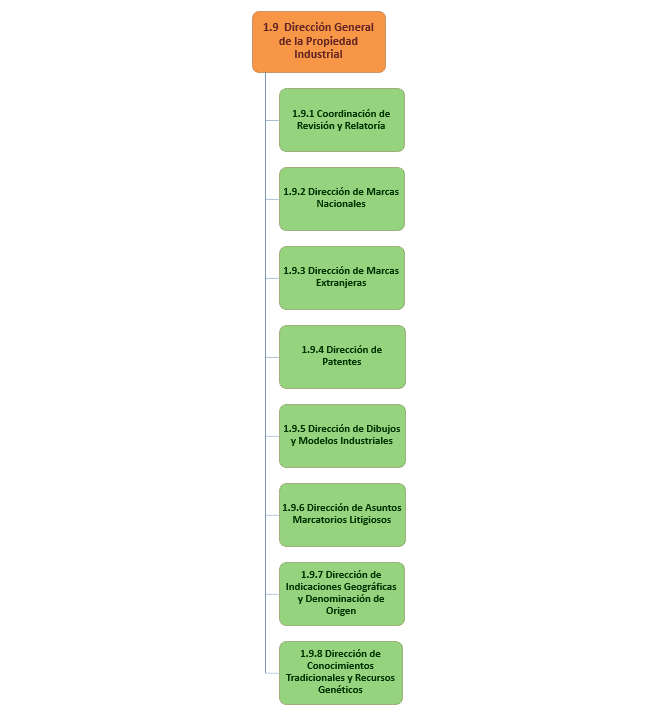 1.9 Dirección General
de la Propiedad
Industrial
1.9.1 Coordinación de
Revisión y Relatoría
1.9.2 Dirección de Marcas
Nacionales
1.9.3 Dirección de Marcas
Extranjeras
1.9.4 Dirección de
Patentes
1.9.5 Dirección de Dibujos
y Modelos Industriales
1.9.6 Dirección de Asuntos
Marcatorios Litigiosos
1.9.7 Dirección de
Indicaciones Geográficas
y Denominación de
Origen
1.9.8 Dirección de
Conocimientos
Tradicionales y Recursos
Genéticos